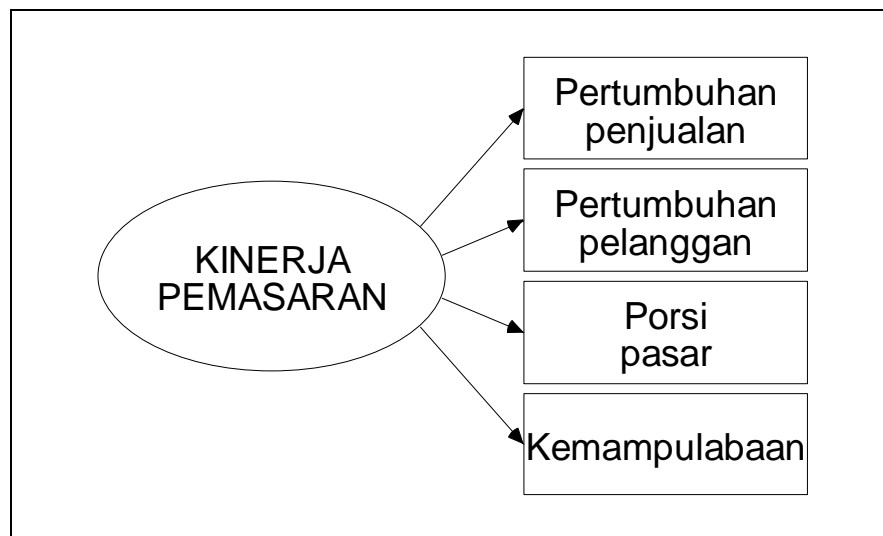 KINERJA
PEMASARAN
Pertumbuhan
penjualan
Pertumbuhan
pelanggan
Porsi
pasar
Kemampulabaan